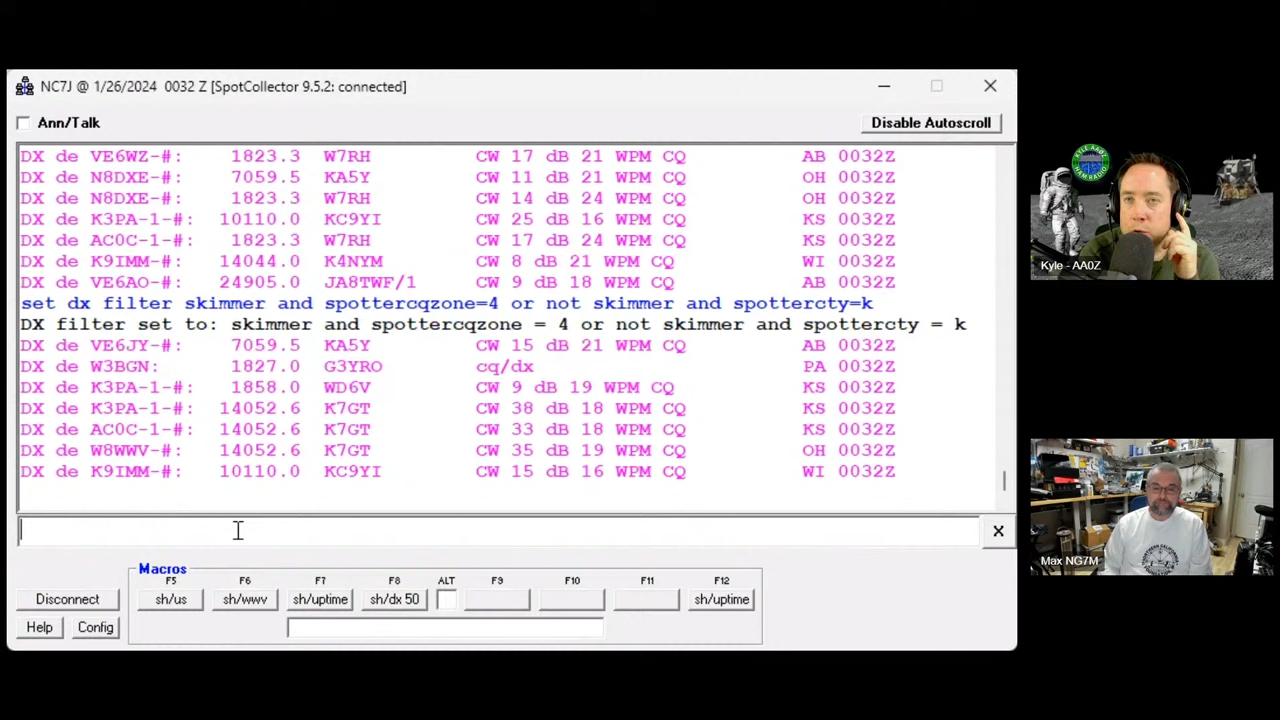 NC7J @ 1/26/2024 0032 Z [SpotCollector 9.5.2: connected]
Ann/Talk
Disable Autoscroll
DX de VE6WZ-#: 1823.3 W7RH CW 17 dB 21 WPM CQ AB 0032Z
DX de N8DXE-#: 7059.5 KA5Y CW 11 dB 21 WPM CQ OH 0032Z
DX de N8DXE-#: 1823.3 W7RH CW 14 dB 24 WPM CQ OH 0032Z
DX de K3PA-1-#: 10110.0 KC9YI CW 25 dB 16 WPM CQ KS 0032Z
DX de AC0C-1-#: 1823.3 W7RH CW 17 dB 24 WPM CQ KS 0032Z
DX de K9IMM-#: 14044.0 K4NYM CW 8 dB 21 WPM CQ WI 0032Z
DX de VE6AO-#: 24905.0 JA8TWF/1 CW 9 dB 18 WPM CQ AB 0032Z
set dx filter skimmer and spottercqzone=4 or not skimmer and spottercty=k
DX filter set to: skimmer and spottercqzone = 4 or not skimmer and spottercty = k
DX de VE6JY-#: 7059.5 KA5Y CW 15 dB 21 WPM CQ AB 0032Z
DX de W3BGN: 1827.0 G3YRO cq/dx PA 0032Z
DX de K3PA-1-#: 1858.0 WD6V CW 9 dB 19 WPM CQ KS 0032Z
DX de K3PA-1-#: 14052.6 K7GT CW 38 dB 18 WPM CQ KS 0032Z
DX de AC0C-1-#: 14052.6 K7GT CW 33 dB 18 WPM CQ KS 0032Z
DX de W8WWV-#: 14052.6 K7GT CW 35 dB 19 WPM CQ OH 0032Z
DX de K9IMM-#: 10110.0 KC9YI CW 15 dB 16 WPM CQ WI 0032Z
X
Macros
F5 F6 F7 F8 ALT F9 F10 F11 F12
Disconnect sh/us sh/wwv sh/uptime sh/dx 50 sh/uptime
Help Config
KYLE AA0Z
HAM RADIO
Kyle - AA0Z
Max NG7M